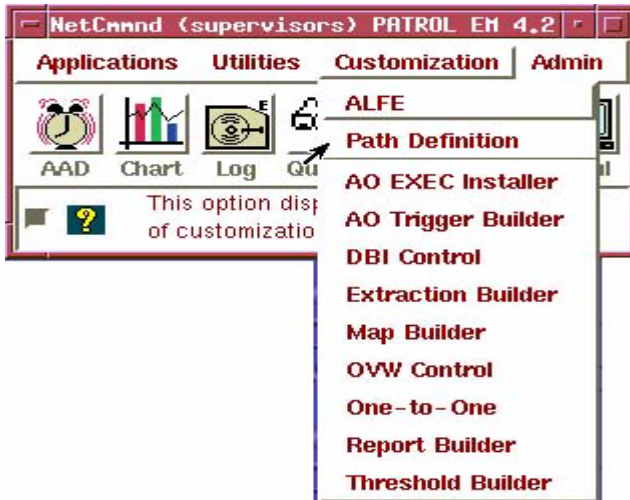 NetCmmnd (supervisors) PATROL EM 4.2
Applications Utilities Customization Admin
ALFE
Path Definition
AO EXEC Installer
AO Trigger Builder
DBI Control
Extraction Builder
Map Builder
OVW Control
One-to-One
Report Builder
Threshold Builder
E
AAD Chart Log Qu
This option disp
of customizatio
?